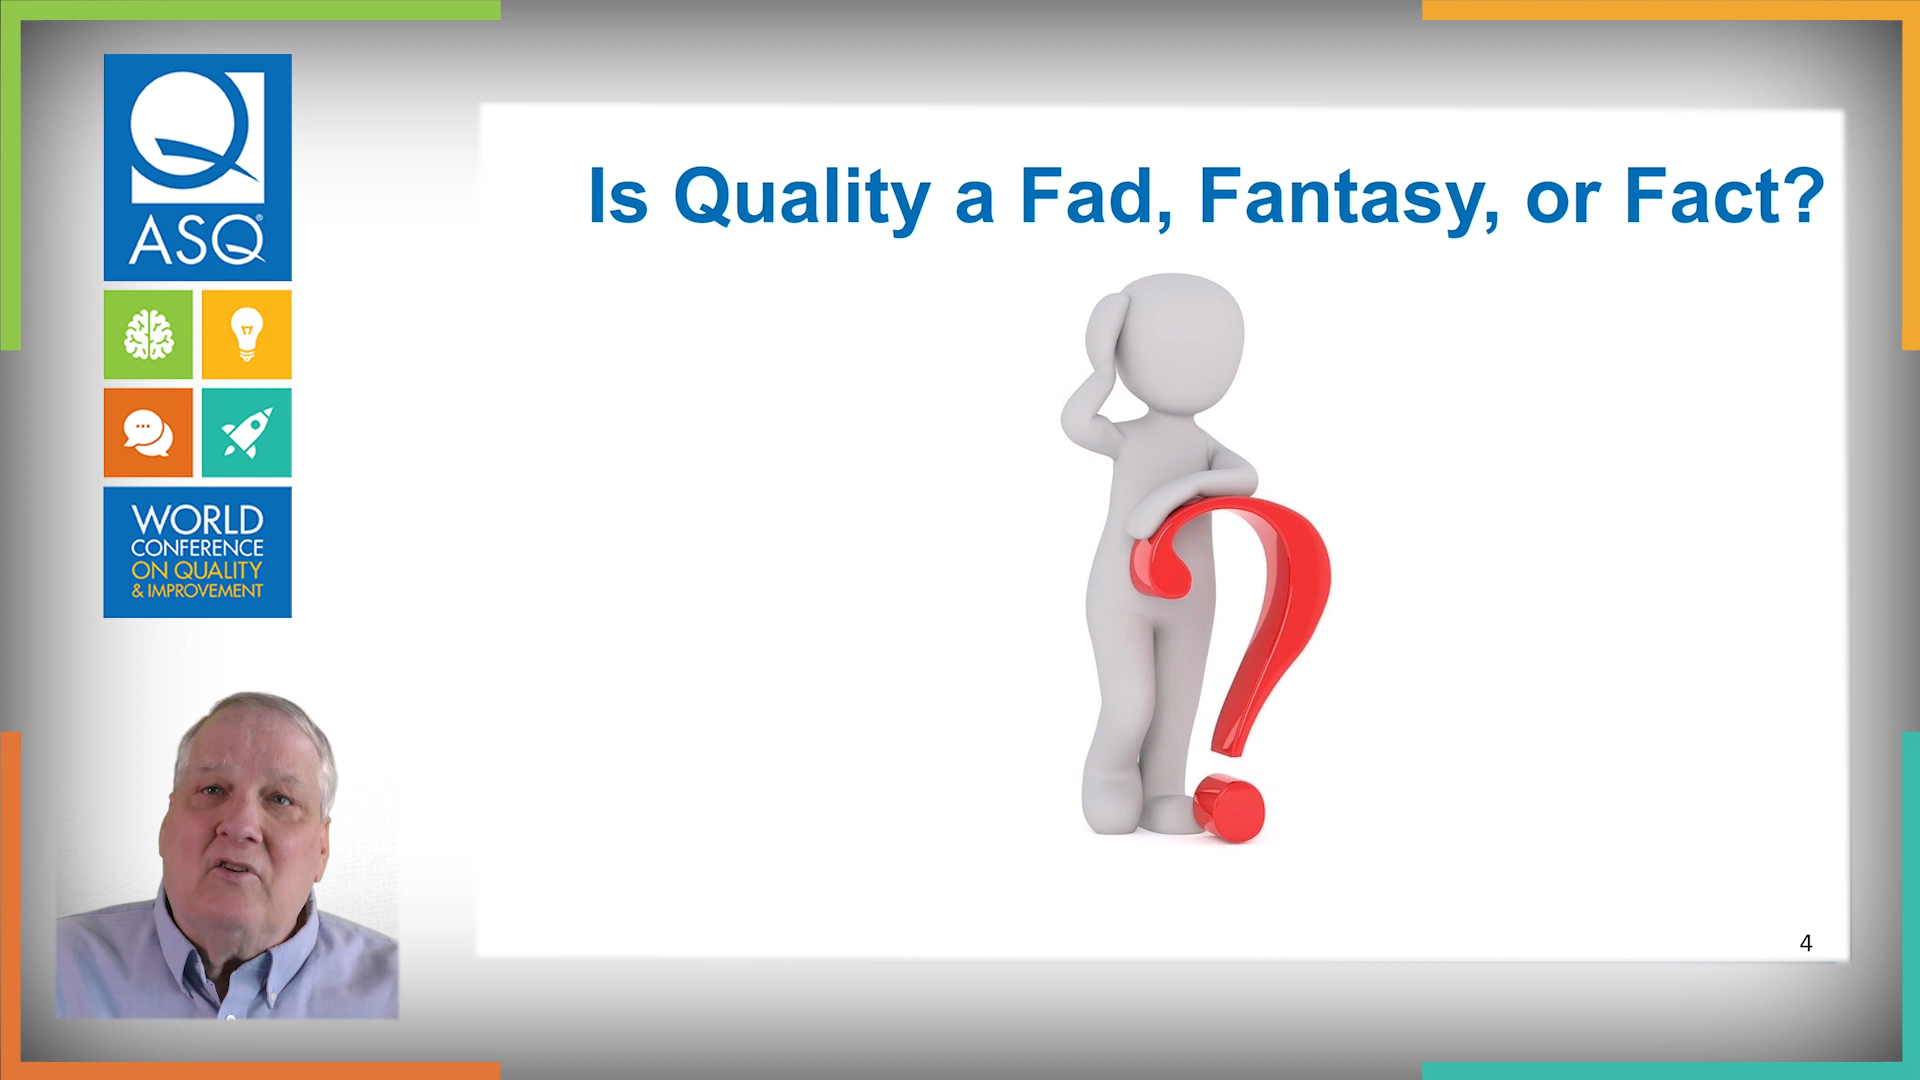 ASQ®
WORLD
CONFERENCE
ON QUALITY
& IMPROVEMENT
Is Quality a Fad, Fantasy, or Fact?
4